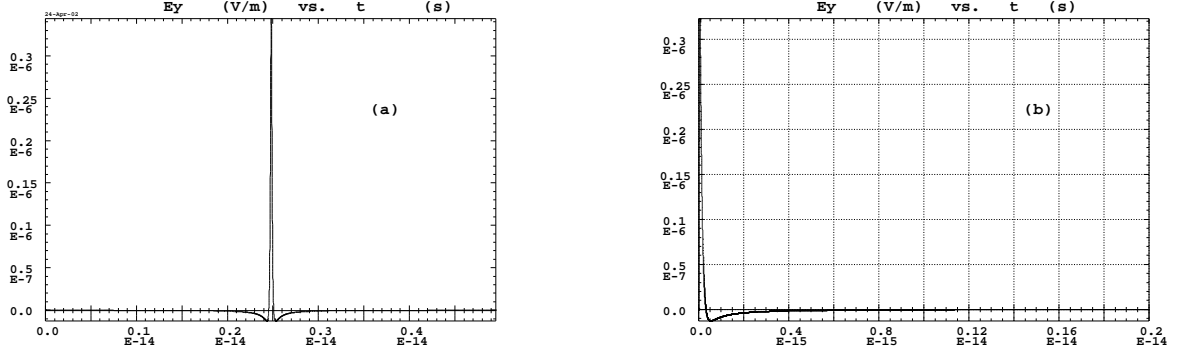 24-Apr-02
Ey (V/m) vs. t (s)
0.3
E-6
0.25
E-6
0.2
E-6
0.15
E-6
0.1
E-6
0.5
E-7
0.0
(a)
0.0 0.1 0.2 0.3 0.4
E-14 E-14 E-14 E-14
Ey (V/m) vs. t (s)
0.3
E-6
0.25
E-6
0.2
E-6
0.15
E-6
0.1
E-6
0.5
E-7
0.0
(b)
0.0 0.4 0.8 0.12 0.16 0.2
E-15 E-15 E-14 E-14 E-14